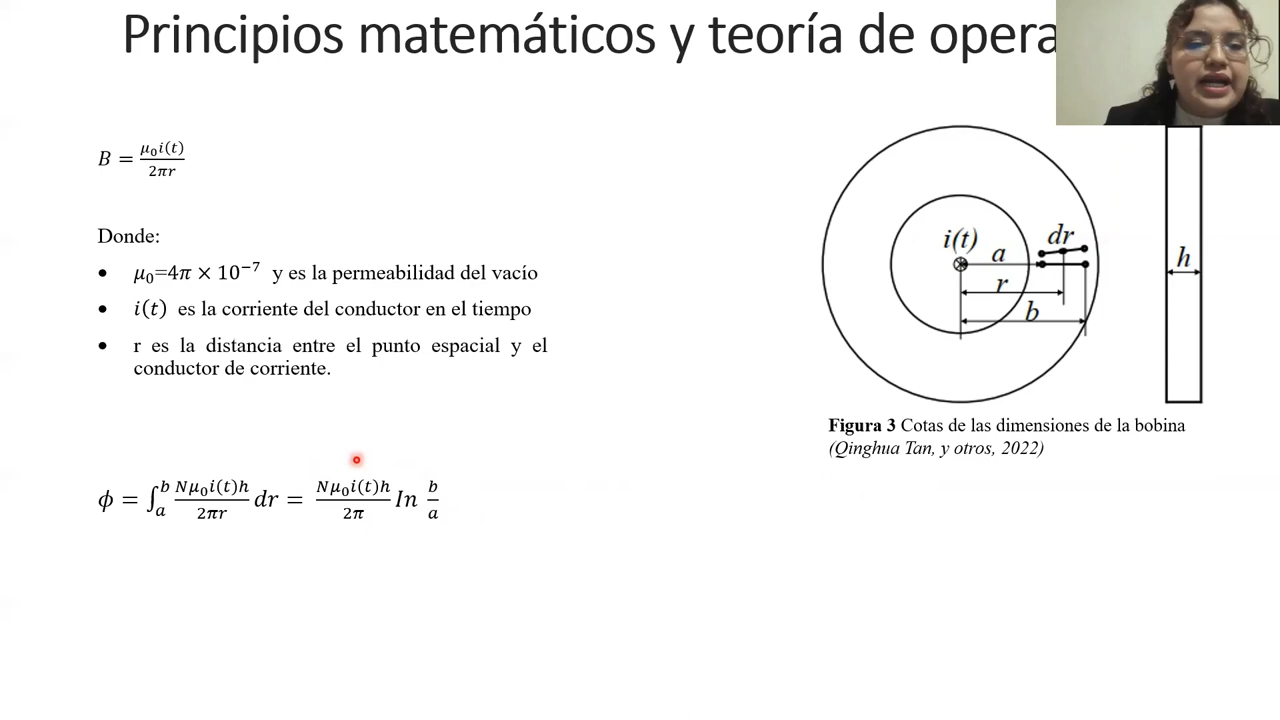 Principios matemáticos y teoría de opera
B = μ₀i(t) / 2πr
Donde:
• μ₀=4π × 10⁻⁷ y es la permeabilidad del vacío
• i(t) es la corriente del conductor en el tiempo
• r es la distancia entre el punto espacial y el
conductor de corriente.
ϕ = ∫ₐᵇ Nμ₀i(t)h / 2πr dr = Nμ₀i(t)h / 2π In b / a
i(t)
a
dr
r
b
h
Figura 3 Cotas de las dimensiones de la bobina
(Qinghua Tan, y otros, 2022)